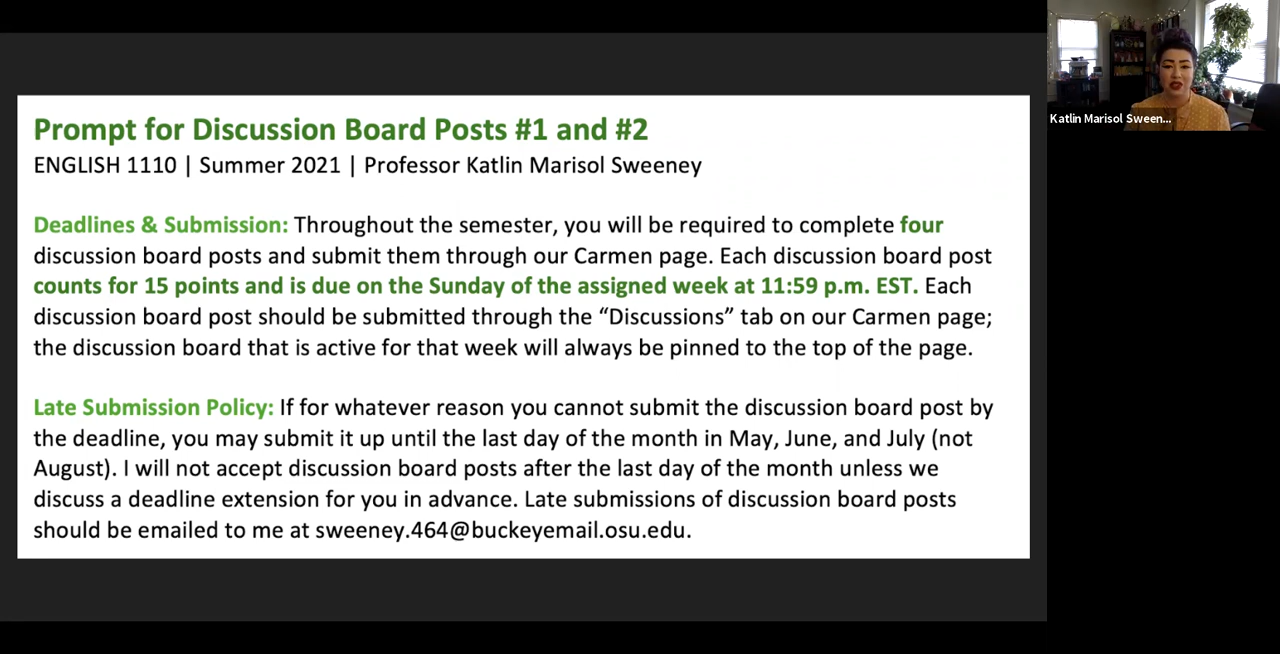 Prompt for Discussion Board Posts #1 and #2
ENGLISH 1110 | Summer 2021 | Professor Katlin Marisol Sweeney
Deadlines & Submission: Throughout the semester, you will be required to complete four
discussion board posts and submit them through our Carmen page. Each discussion board post
counts for 15 points and is due on the Sunday of the assigned week at 11:59 p.m. EST. Each
discussion board post should be submitted through the “Discussions” tab on our Carmen page;
the discussion board that is active for that week will always be pinned to the top of the page.
Late Submission Policy: If for whatever reason you cannot submit the discussion board post by
the deadline, you may submit it up until the last day of the month in May, June, and July (not
August). I will not accept discussion board posts after the last day of the month unless we
discuss a deadline extension for you in advance. Late submissions of discussion board posts
should be emailed to me at sweeney.464@buckeyemail.osu.edu.
Katlin Marisol Sween...